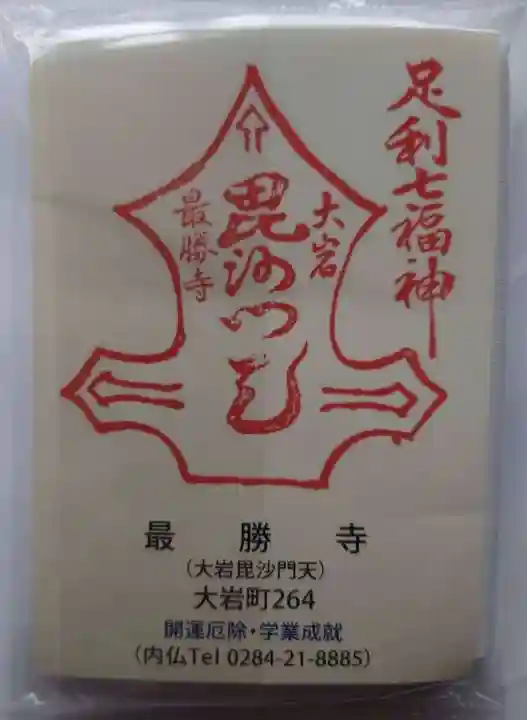 足利七福神
大岩
毘沙門天
最勝寺
最勝寺
（大岩毘沙門天）
大岩町264
開運厄除・学業成就
（内仏Tel 0284-21-8885）